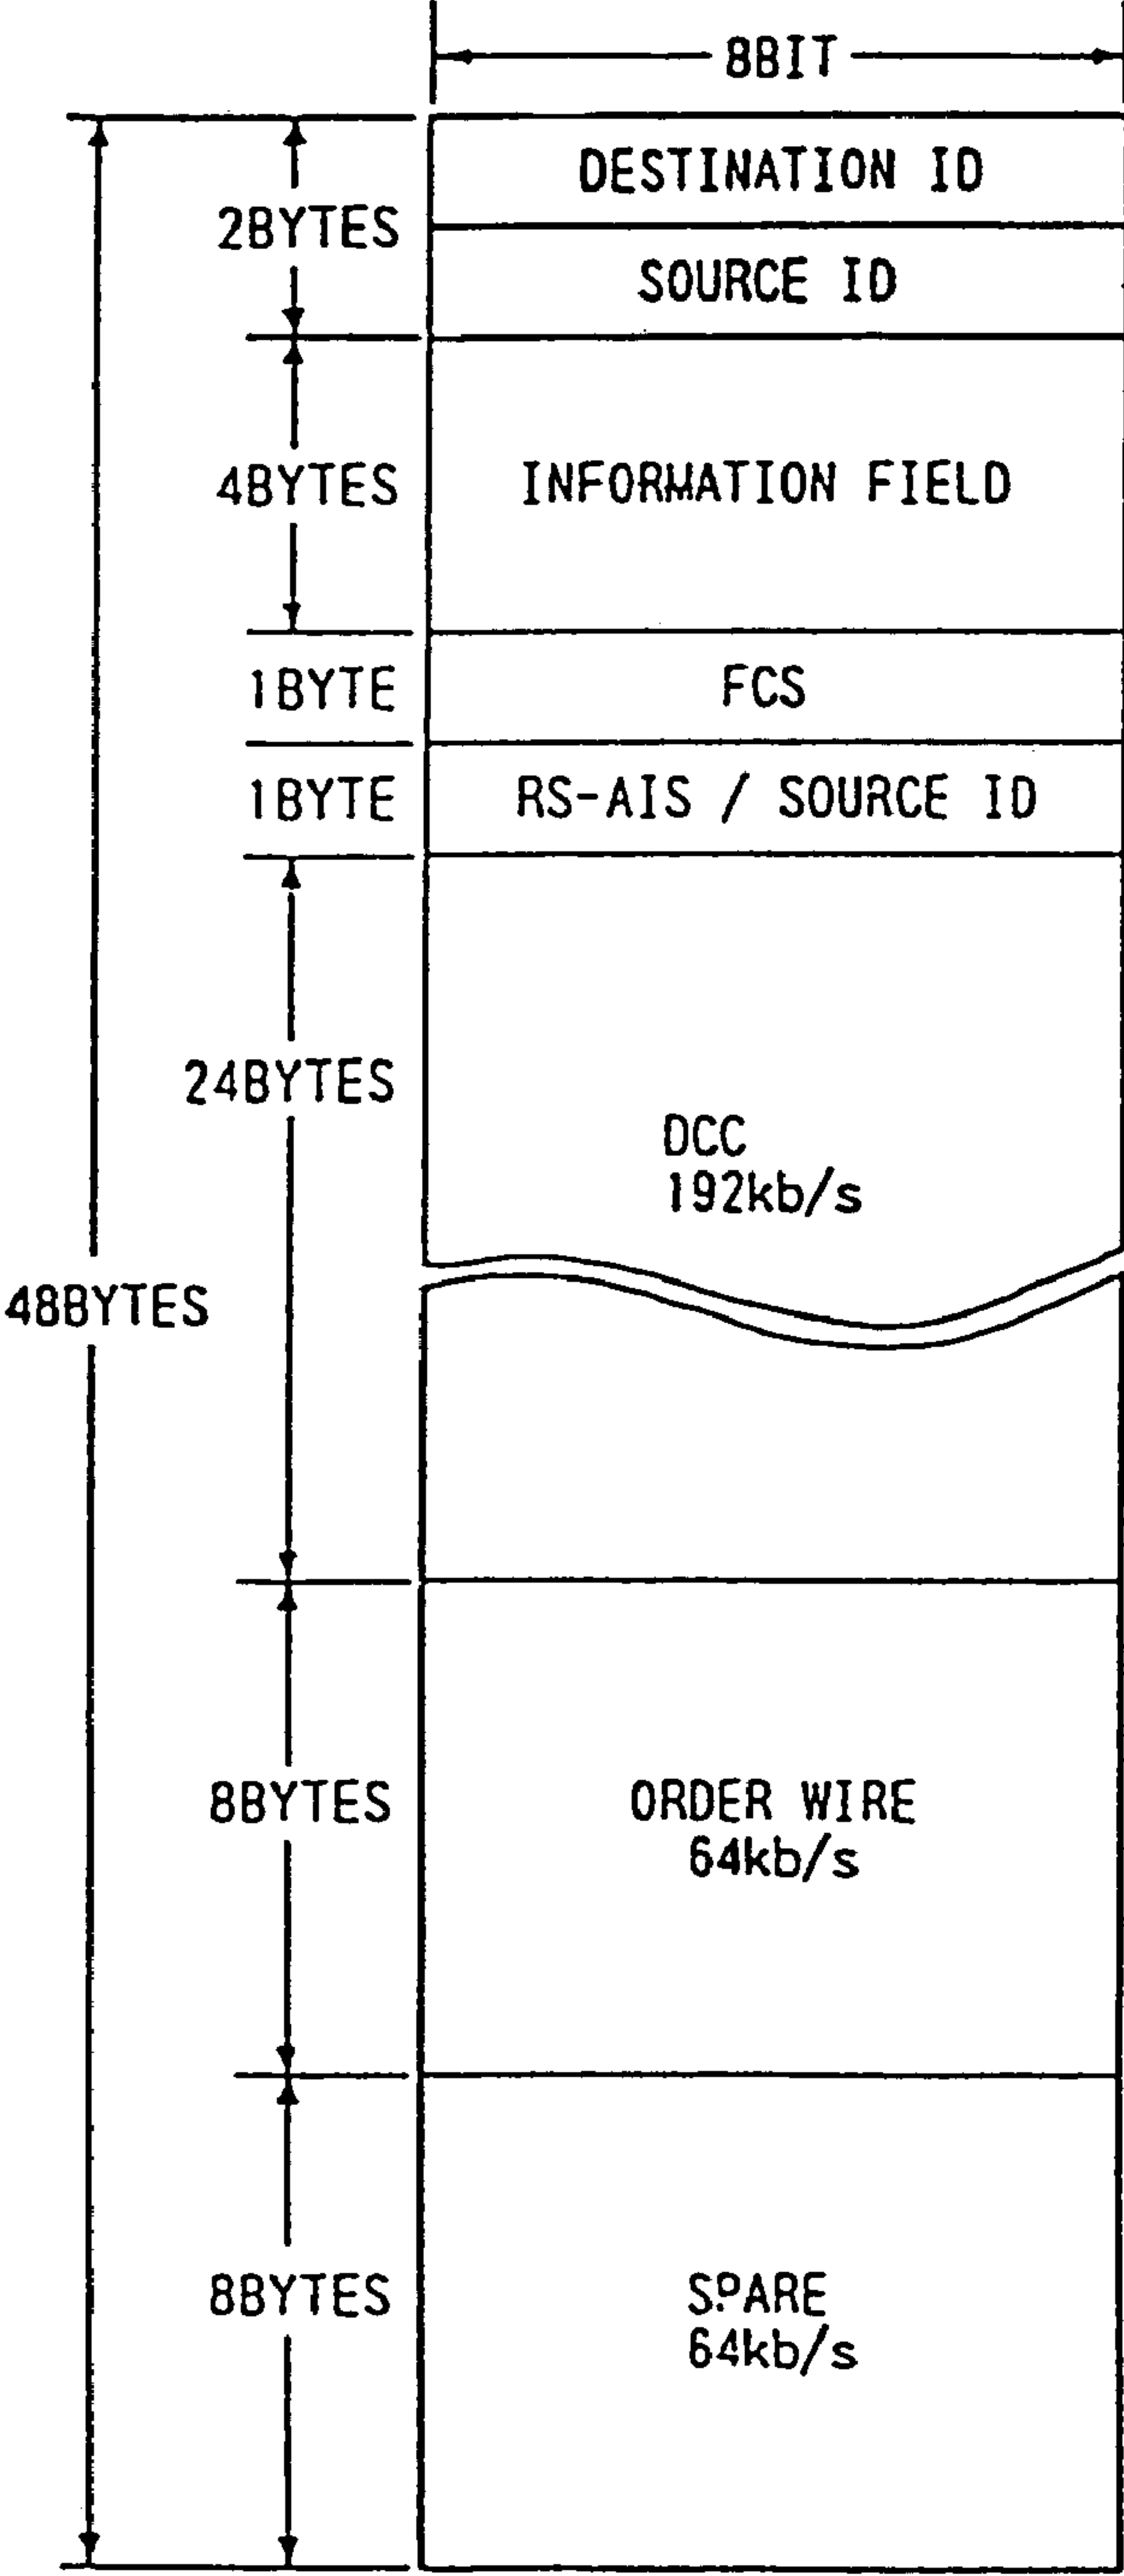 8BIT
DESTINATION ID
2BYTES
SOURCE ID
4BYTES
INFORMATION FIELD
1BYTE
FCS
1BYTE
RS-AIS / SOURCE ID
24BYTES
DCC
192kb/s
48BYTES
8BYTES
ORDER WIRE
64kb/s
8BYTES
SPARE
64kb/s